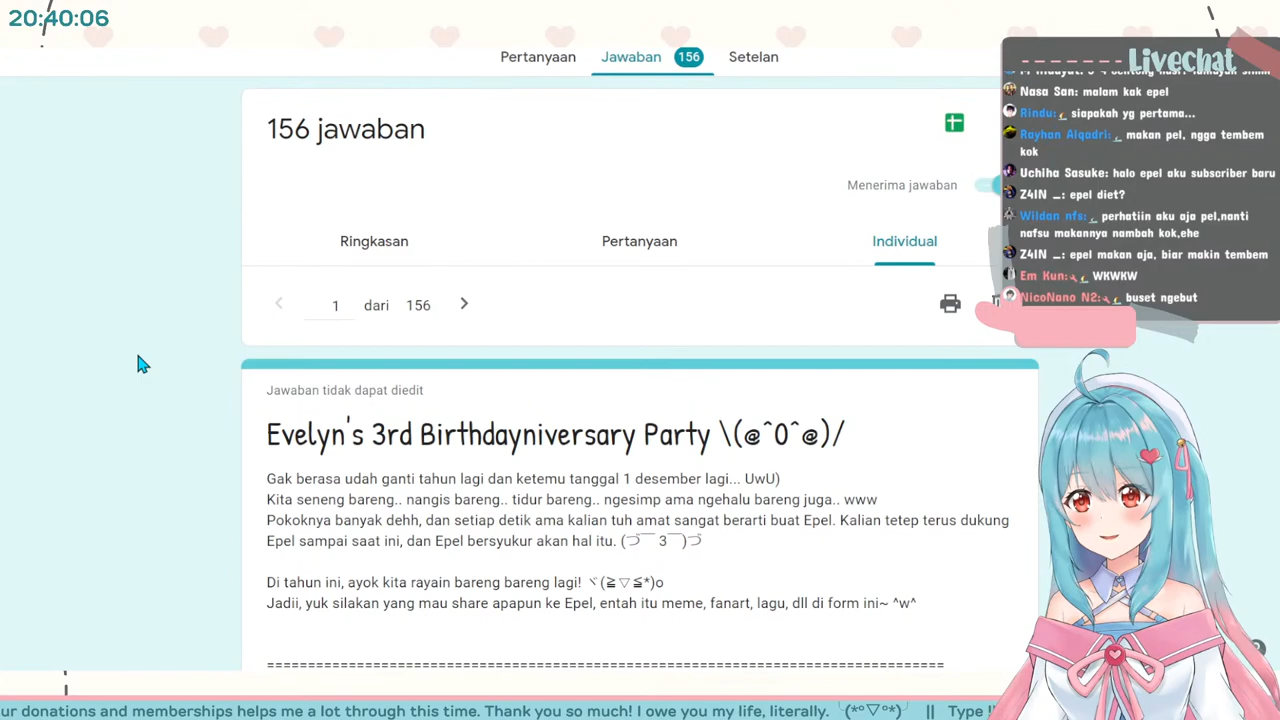 20:40:06
Pertanyaan
Jawaban 156
Setelan
156 jawaban
Menerima jawaban
Ringkasan
Pertanyaan
Individual
1 dari 156
Jawaban tidak dapat diedit
Evelyn's 3rd Birthdayniversary Party \(@^0^@)/
Gak berasa udah ganti tahun lagi dan ketemu tanggal 1 desember lagi... UwU)
Kita seneng bareng.. nangis bareng.. tidur bareng.. ngesimp ama ngehalu bareng juga.. www
Pokoknya banyak dehh, dan setiap detik ama kalian tuh amat sangat berarti buat Epel. Kalian tetep terus dukung
Epel sampai saat ini, dan Epel bersyukur akan hal itu. (づ￣ 3￣)づ
Di tahun ini, ayok kita rayain bareng bareng lagi! ヾ(≧▽≦*)o
Jadii, yuk silakan yang mau share apapun ke Epel, entah itu meme, fanart, lagu, dll di form ini~ ^w^
==================================================================================
Livechat
Nasa San: malam kak epel
Rindu: siapakah yg pertama...
Rayhan Alqadri: makan pel, ngga tembem
kok
Uchiha Sasuke: halo epel aku subscriber baru
Z4IN _: epel diet?
Wildan nfs: perhatiin aku aja pel,nanti
nafsu makannya nambah kok,ehe
Z4IN _: epel makan aja, biar makin tembem
Em Kun: WKWKW
NicoNano N2: buset ngebut
ur donations and memberships helps me a lot through this time. Thank you so much! I owe you my life, literally. (*°▽°*) || Type !